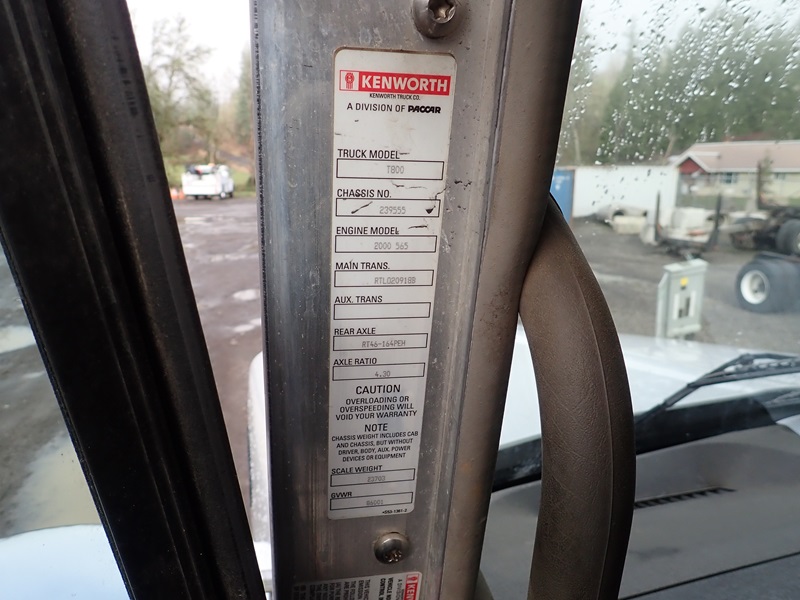 KENWORTH
KENWORTH TRUCK CO.
A DIVISION OF PACCAR
TRUCK MODEL
T800
CHASSIS NO.
239555
ENGINE MODEL
2000 565
MAIN TRANS.
RTLO20918B
AUX. TRANS
REAR AXLE
RT46-164PEH
AXLE RATIO
4.30
CAUTION
OVERLOADING OR
OVERSPEEDING WILL
VOID YOUR WARRANTY
NOTE
CHASSIS WEIGHT INCLUDES CAB
AND CHASSIS, BUT WITHOUT
DRIVER, BODY, AUX. POWER
DEVICES OR EQUIPMENT
SCALE WEIGHT
GVWR
KENWORTH